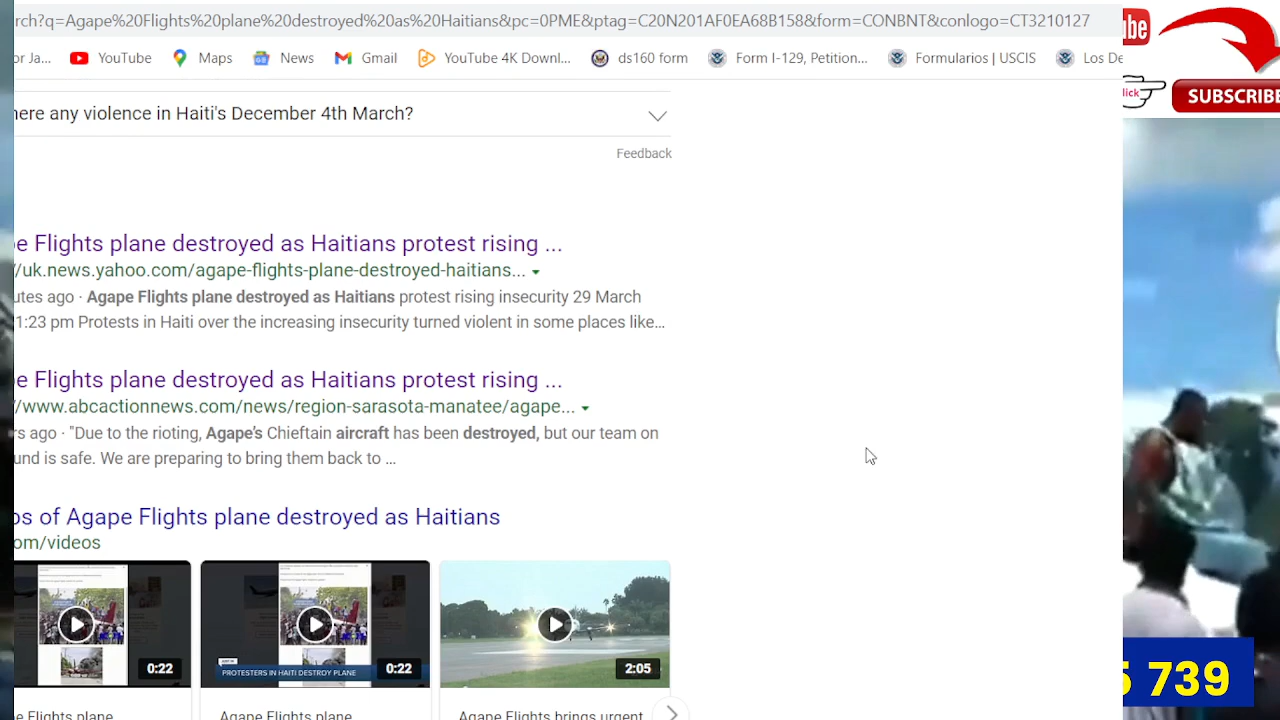 rch?q=Agape%20Flights%20plane%20destroyed%20as%20Haitians&pc=0PME&ptag=C20N201AF0EA68B158&form=CONBNT&conlogo=CT3210127
or Ja... YouTube Maps News Gmail YouTube 4K Downl... ds160 form Form I-129, Petition... Formularios | USCIS Los De
be
lick
SUBSCRIBE
here any violence in Haiti's December 4th March?
Feedback
e Flights plane destroyed as Haitians protest rising ...
//uk.news.yahoo.com/agape-flights-plane-destroyed-haitians...
utes ago · Agape Flights plane destroyed as Haitians protest rising insecurity 29 March
1:23 pm Protests in Haiti over the increasing insecurity turned violent in some places like...
e Flights plane destroyed as Haitians protest rising ...
//www.abcactionnews.com/news/region-sarasota-manatee/agape...
rs ago · "Due to the rioting, Agape's Chieftain aircraft has been destroyed, but our team on
und is safe. We are preparing to bring them back to ...
os of Agape Flights plane destroyed as Haitians
om/videos
0:22
PROTESTERS IN HAITI DESTROY PLANE
0:22
2:05
e Flights plane
Agape Flights plane
Agape Flights brings urgent
5 739